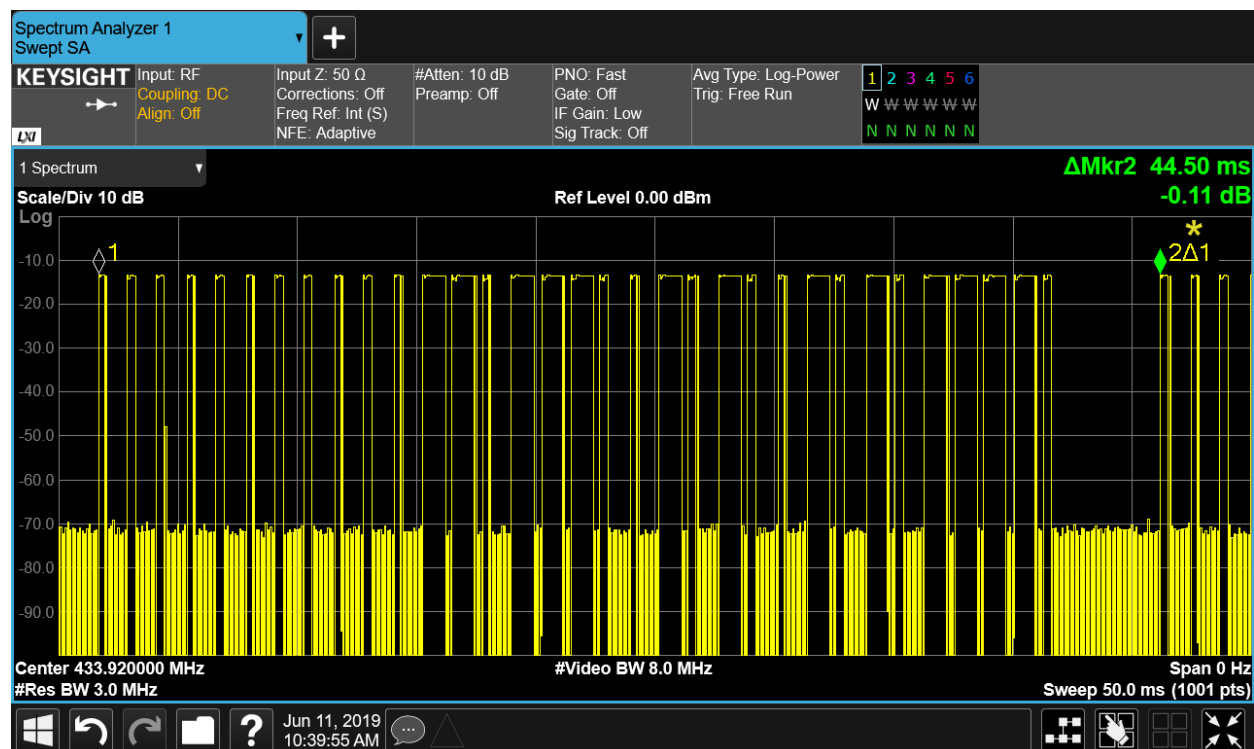 Spectrum Analyzer 1
Swept SA
+
KEYSIGHT
LXI
Input: RF
Coupling: DC
Align: Off
Input Z: 50 Ω
Corrections: Off
Freq Ref: Int (S)
NFE: Adaptive
#Atten: 10 dB
Preamp: Off
PNO: Fast
Gate: Off
IF Gain: Low
Sig Track: Off
Avg Type: Log-Power
Trig: Free Run
1 2 3 4 5 6
W W W W W W
N N N N N N
1 Spectrum
ΔMkr2 44.50 ms
-0.11 dB
Scale/Div 10 dB
Ref Level 0.00 dBm
Log
1
*
2Δ1
-10.0
-20.0
-30.0
-40.0
-50.0
-60.0
-70.0
-80.0
-90.0
Center 433.920000 MHz
#Video BW 8.0 MHz
Span 0 Hz
#Res BW 3.0 MHz
Sweep 50.0 ms (1001 pts)
?
Jun 11, 2019
10:39:55 AM